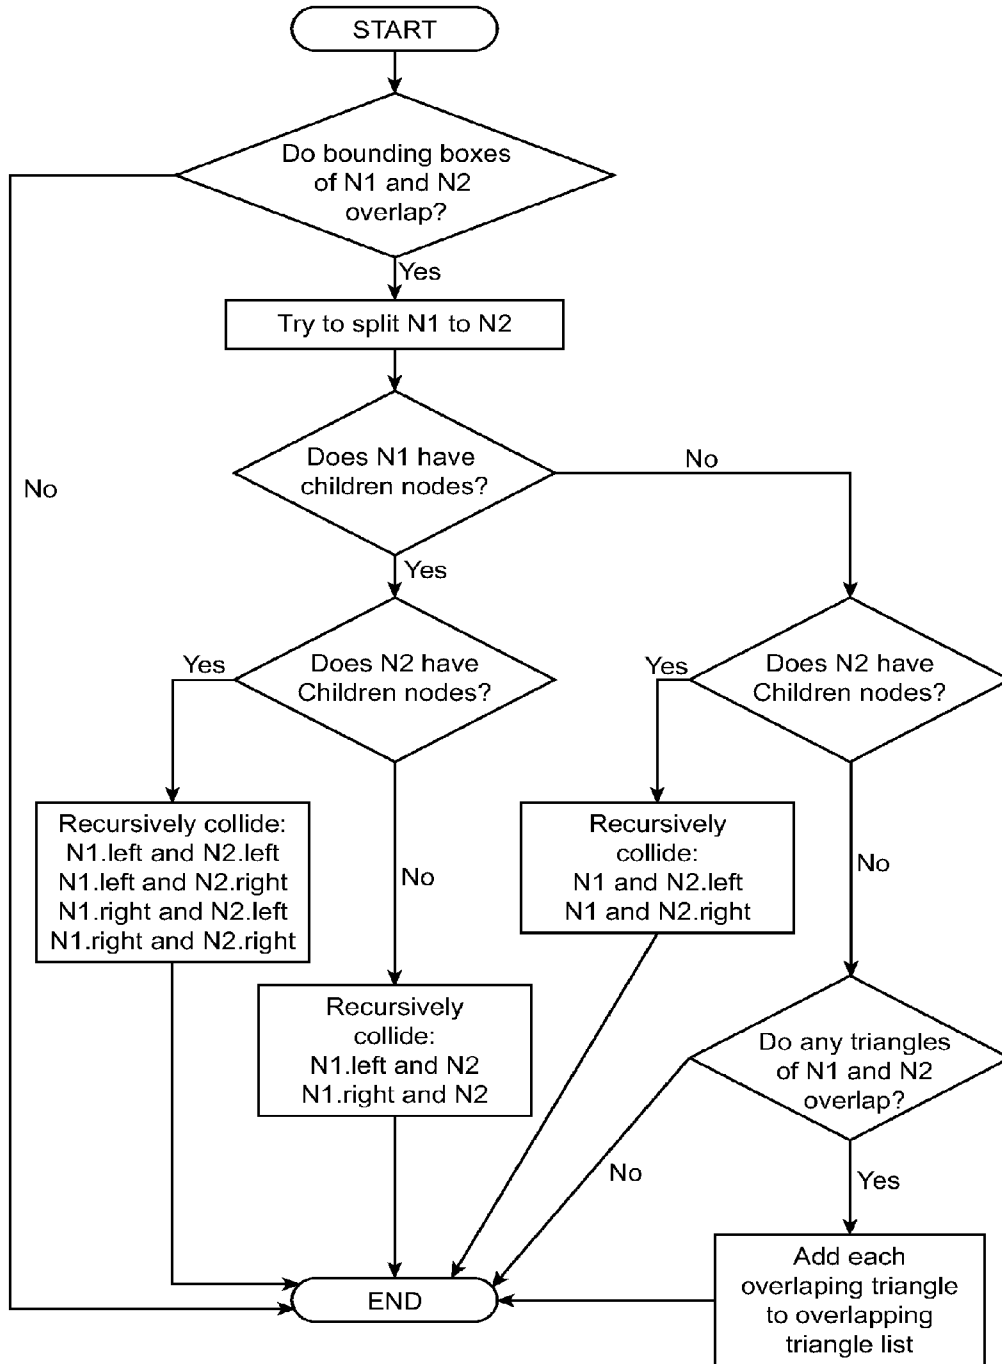 START
Do bounding boxes
of N1 and N2
overlap?
Yes
Try to split N1 to N2
Does N1 have
children nodes?
No
No
Yes
Does N2 have
Children nodes?
Yes
Does N2 have
Children nodes?
Yes
Recursively collide:
N1.left and N2.left
N1.left and N2.right
N1.right and N2.left
N1.right and N2.right
No
Recursively
collide:
N1 and N2.left
N1 and N2.right
No
Recursively
collide:
N1.left and N2
N1.right and N2
Do any triangles
of N1 and N2
overlap?
No
Yes
Add each
overlaping triangle
to overlapping
triangle list
END